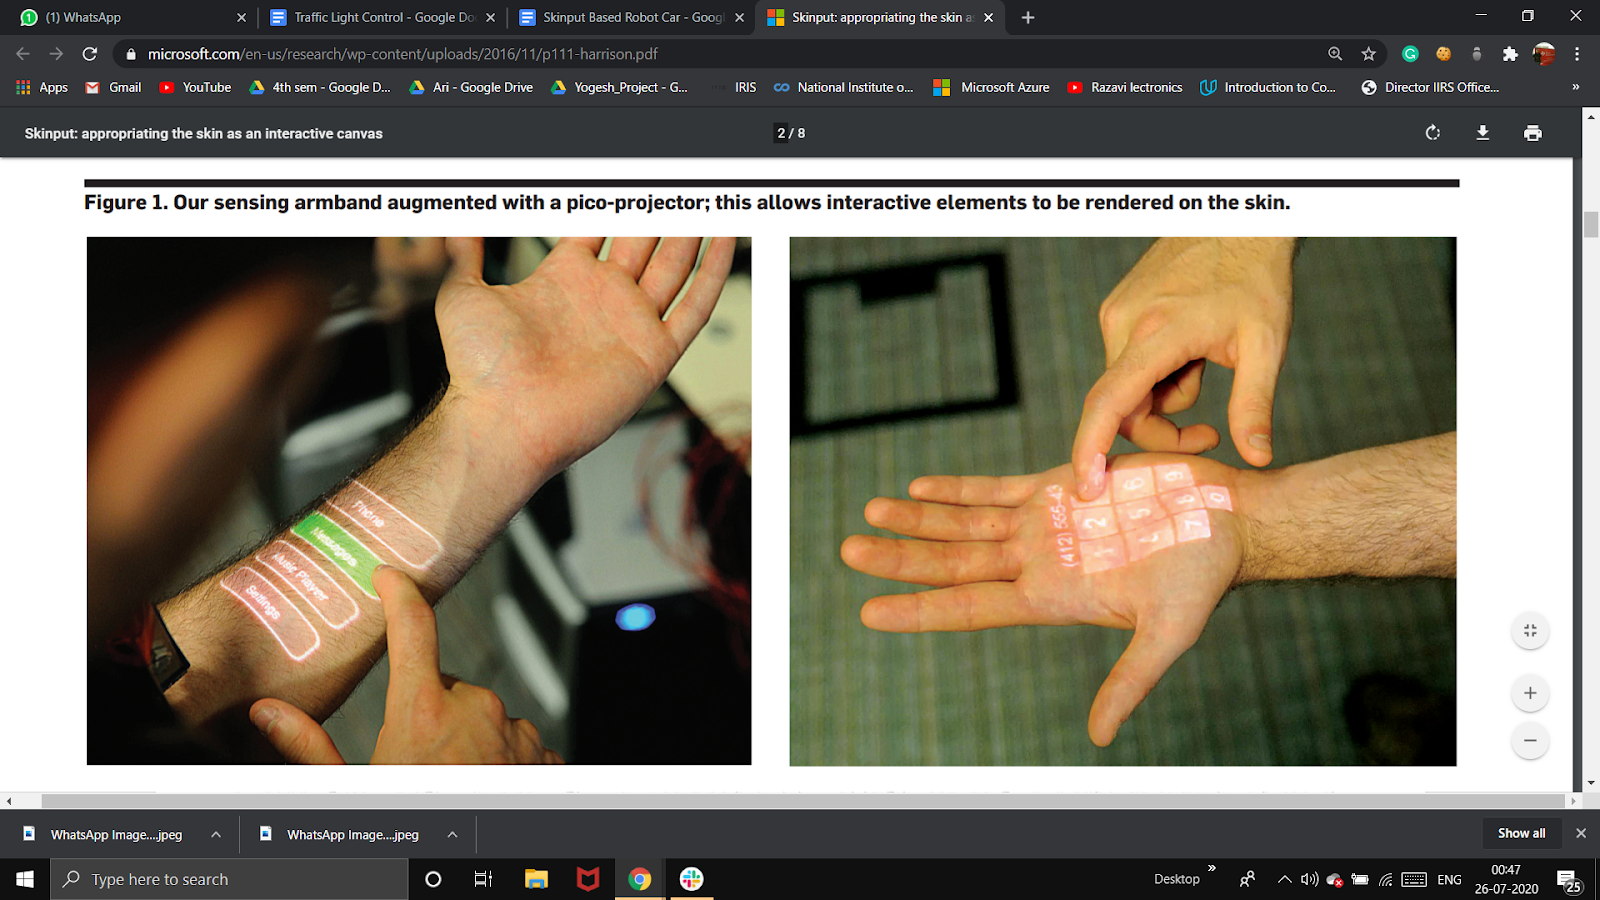 (1) WhatsApp
Traffic Light Control - Google Do
Skinput Based Robot Car - Goog
Skinput: appropriating the skin a
microsoft.com/en-us/research/wp-content/uploads/2016/11/p111-harrison.pdf
Apps Gmail YouTube 4th sem - Google D... Ari - Google Drive Yogesh_Project - G... IRIS National Institute o... Microsoft Azure Razavi lectronics Introduction to Co... Director IIRS Office... »
Skinput: appropriating the skin as an interactive canvas
2 / 8
Figure 1. Our sensing armband augmented with a pico-projector; this allows interactive elements to be rendered on the skin.
Phone
Messages
Music Player
Settings
(412) 555-4
1 2
4 5 6
7 8 9
0
WhatsApp Image....jpeg
WhatsApp Image....jpeg
Show all
Type here to search
Desktop »
ENG
00:47
26-07-2020
25